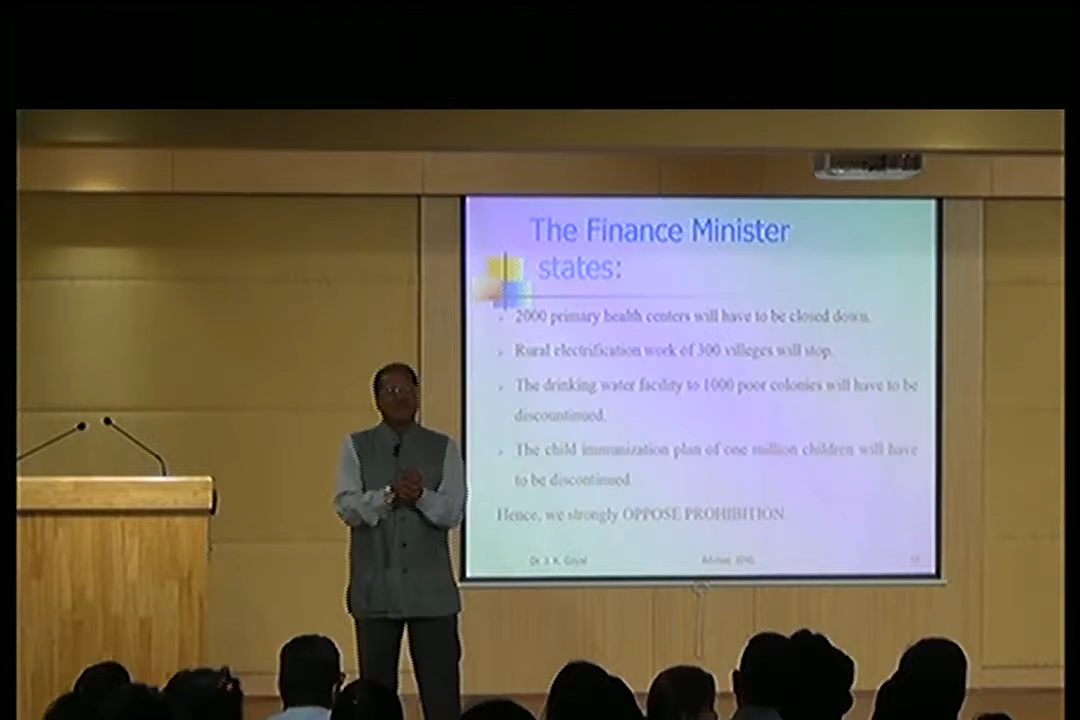 The Finance Minister
states:
2000 primary health centers will have to be closed down.
Rural electrification work of 300 villeges will stop.
The drinking water facility to 1000 poor colonies will have to be
discountinued.
The child immunization plan of one million children will have
to be discontinued
Hence, we strongly OPPOSE PROHIBITION.
Dr. J. K. Goyal